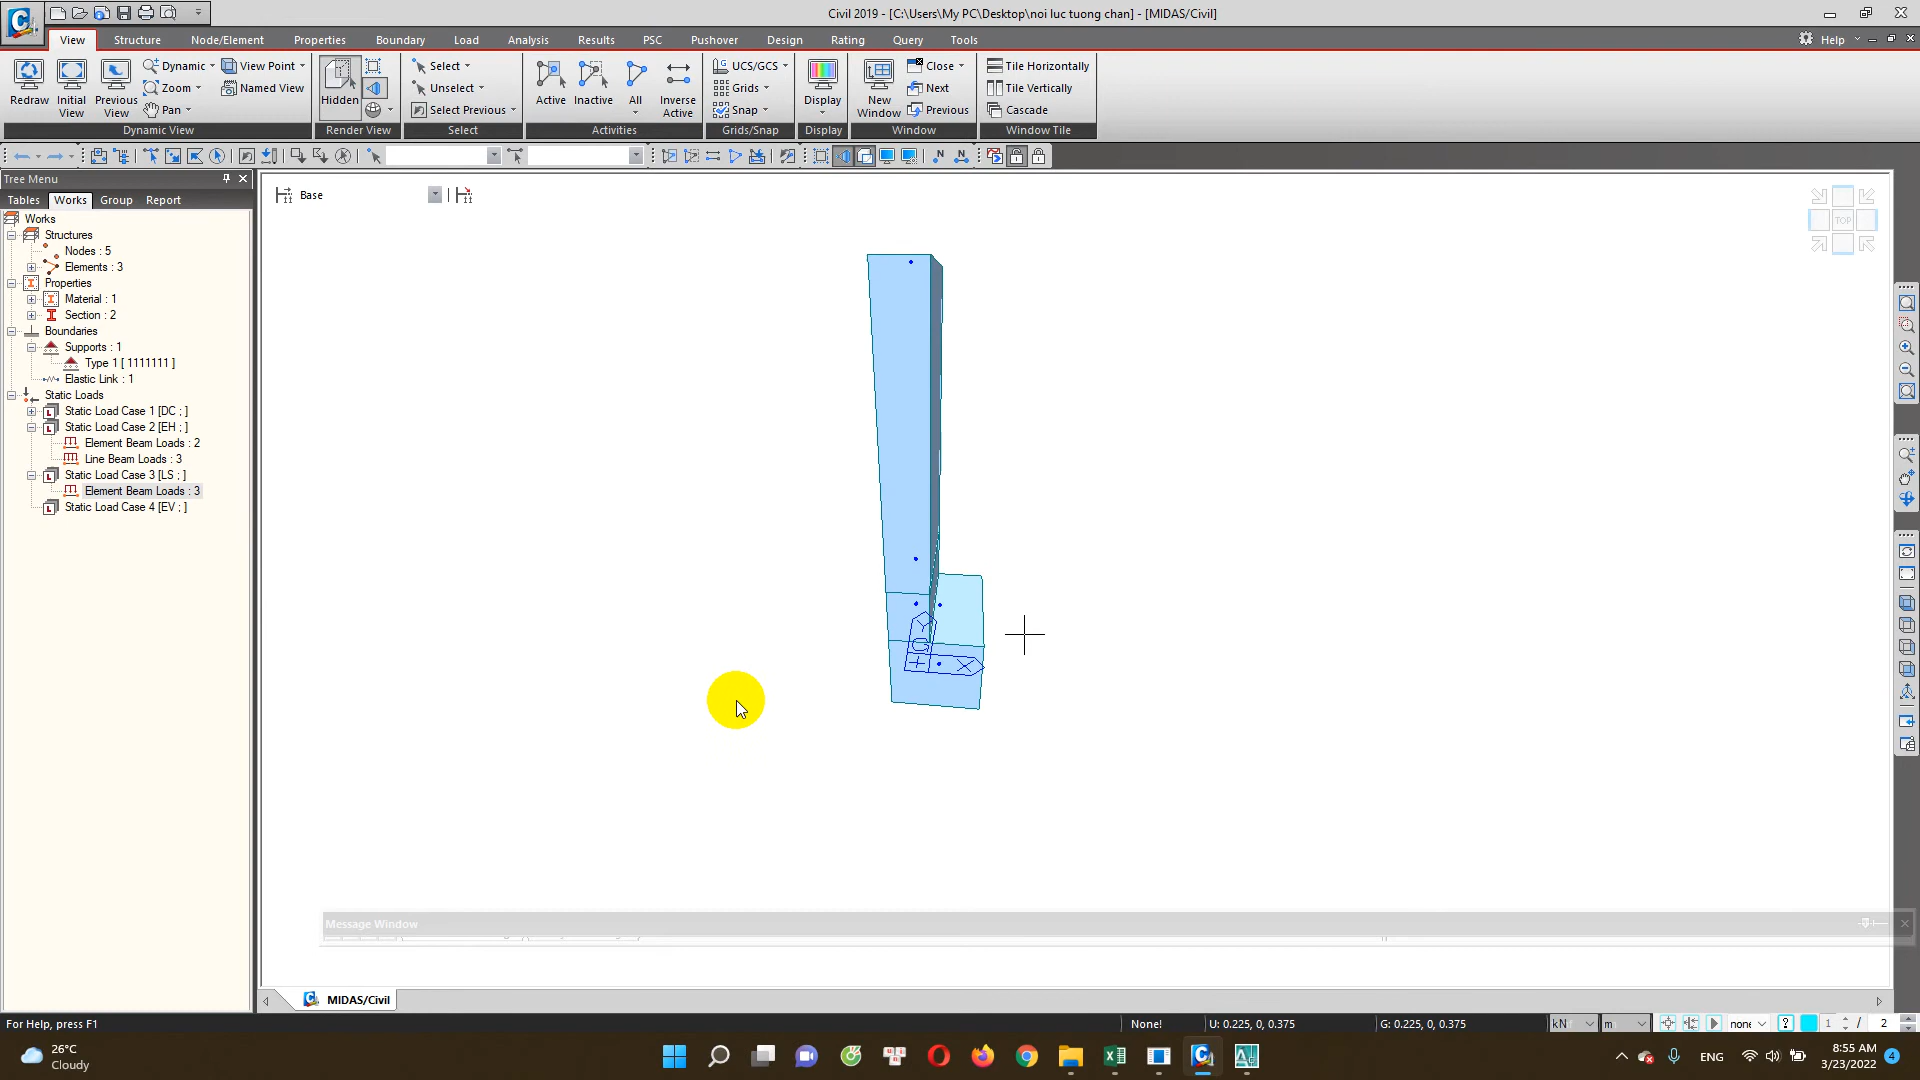 Civil 2019 - [C:\Users\My PC\Desktop\noi luc tuong chan] - [MIDAS/Civil]
View Structure Node/Element Properties Boundary Load Analysis Results PSC Pushover Design Rating Query Tools Help
Redraw
Initial View
Previous View
Dynamic
Zoom
Pan
View Point
Named View
Dynamic View
Hidden
Render View
Select
Unselect
Select Previous
Select
Active
Inactive
All
Inverse Active
Activities
UCS/GCS
Grids
Snap
Grids/Snap
Display
Display
New Window
Close
Next
Previous
Window
Tile Horizontally
Tile Vertically
Cascade
Window Tile
Tree Menu
Tables Works Group Report
Works
Structures
Nodes : 5
Elements : 3
Properties
Material : 1
Section : 2
Boundaries
Supports : 1
Type 1 [ 1111111 ]
Elastic Link : 1
Static Loads
Static Load Case 1 [DC ; ]
Static Load Case 2 [EH ; ]
Element Beam Loads : 2
Line Beam Loads : 3
Static Load Case 3 [LS ; ]
Element Beam Loads : 3
Static Load Case 4 [EV ; ]
Base
TOP
X
Message Window
MIDAS/Civil
For Help, press F1
None!
U: 0.225, 0, 0.375
G: 0.225, 0, 0.375
kN
m
none
1 / 2
26°C
Cloudy
ENG
8:55 AM
3/23/2022
4